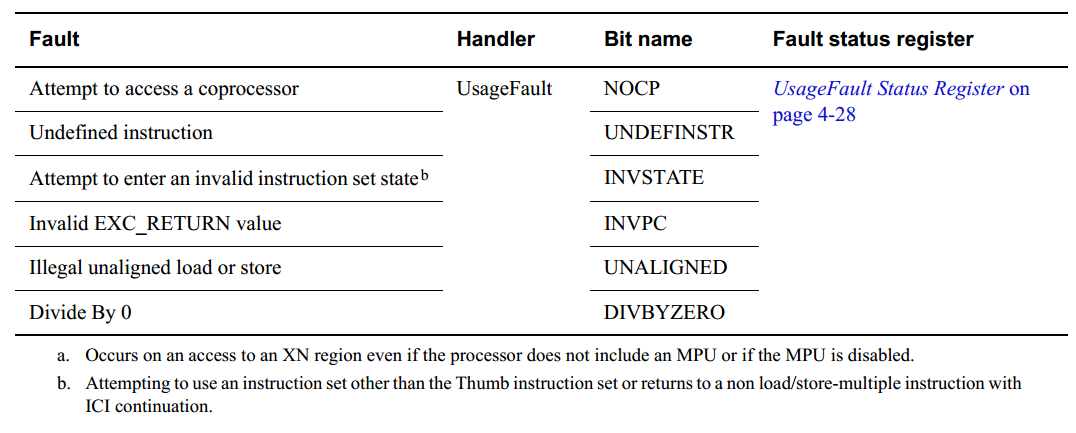 Fault Handler Bit name Fault status register
Attempt to access a coprocessor UsageFault NOCP UsageFault Status Register on
page 4-28
Undefined instruction UNDEFINSTR
Attempt to enter an invalid instruction set state b INVSTATE
Invalid EXC_RETURN value INVPC
Illegal unaligned load or store UNALIGNED
Divide By 0 DIVBYZERO
a. Occurs on an access to an XN region even if the processor does not include an MPU or if the MPU is disabled.
b. Attempting to use an instruction set other than the Thumb instruction set or returns to a non load/store-multiple instruction with
ICI continuation.